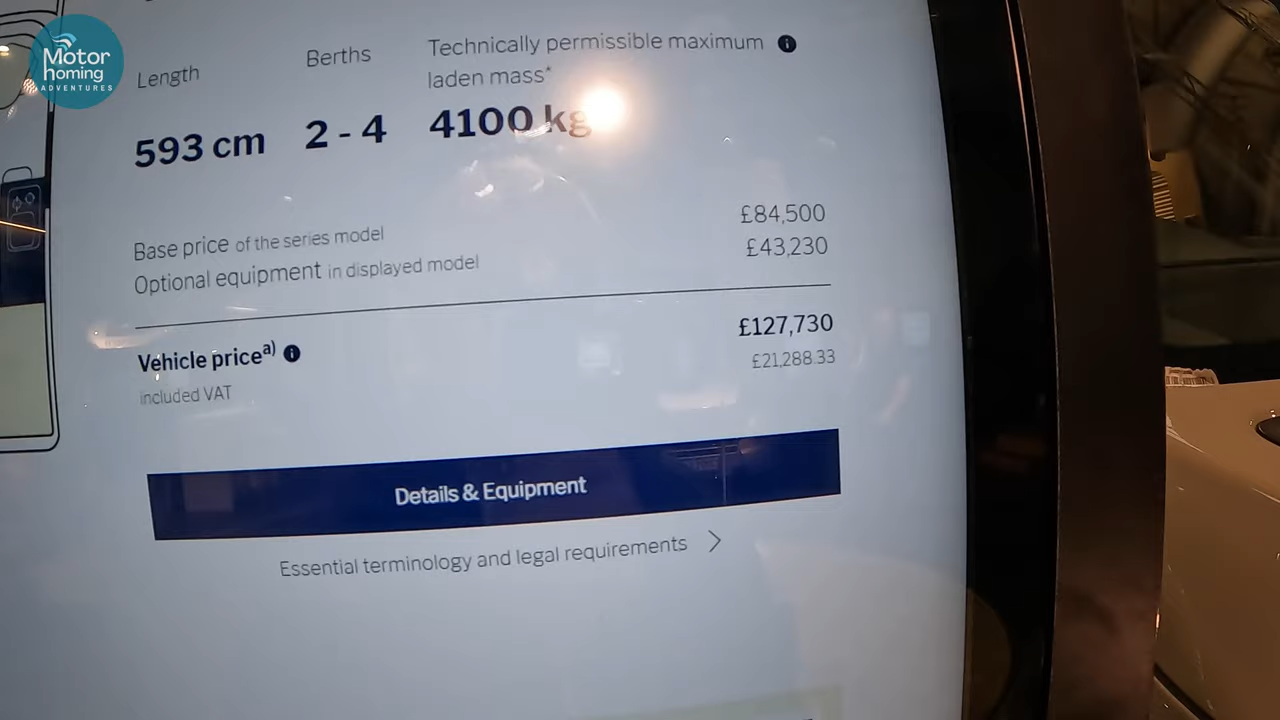 Motor
homing
ADVENTURES
Length
Berths
Technically permissible maximum
laden mass*
593 cm
2 - 4
4100 kg
Base price of the series model
£84,500
Optional equipment in displayed model
£43,230
Vehicle price a)
£127,730
included VAT
£21,288.33
Details & Equipment
Essential terminology and legal requirements